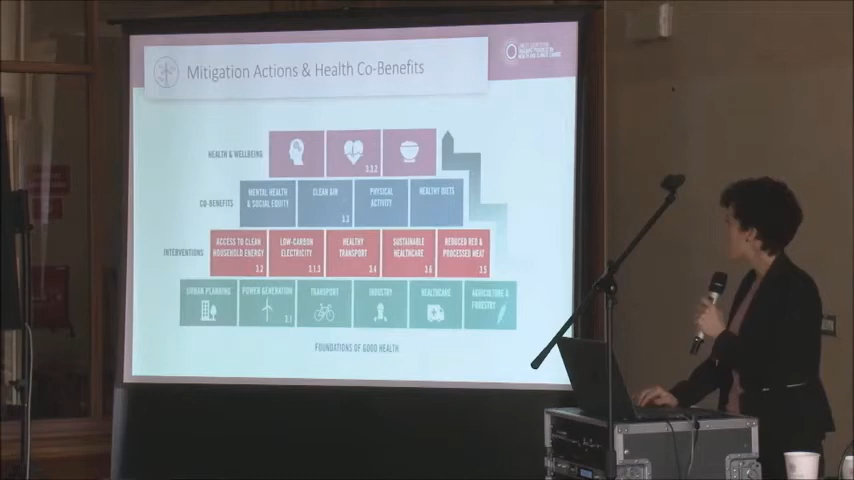 Mitigation Actions & Health Co-Benefits
HEALTH & WELLBEING
3.3.2
CO-BENEFITS
MENTAL HEALTH
& SOCIAL EQUITY
CLEAN AIR
3.3
PHYSICAL
ACTIVITY
HEALTHY DIETS
INTERVENTIONS
ACCESS TO CLEAN
HOUSEHOLD ENERGY
3.2
LOW-CARBON
ELECTRICITY
3.1.3
HEALTHY
TRANSPORT
3.4
SUSTAINABLE
HEALTHCARE
3.6
REDUCED RED &
PROCESSED MEAT
3.5
URBAN PLANNING
POWER GENERATION
3.1
TRANSPORT
INDUSTRY
HEALTHCARE
AGRICULTURE &
FORESTRY
FOUNDATIONS OF GOOD HEALTH